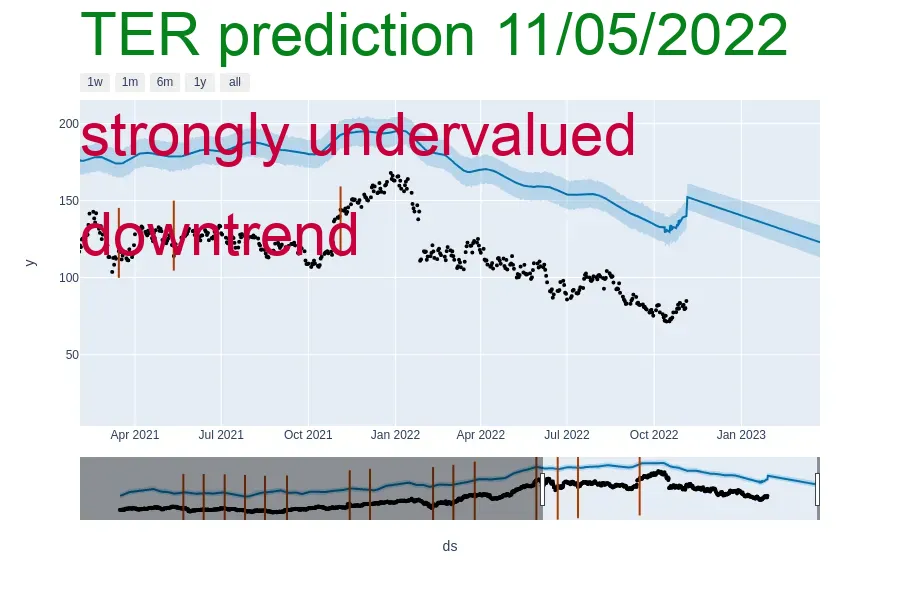 TER prediction 11/05/2022
1w 1m 6m 1y all
200
strongly undervalued
150
downtrend
y
100
50
Apr 2021 Jul 2021 Oct 2021 Jan 2022 Apr 2022 Jul 2022 Oct 2022 Jan 2023
ds